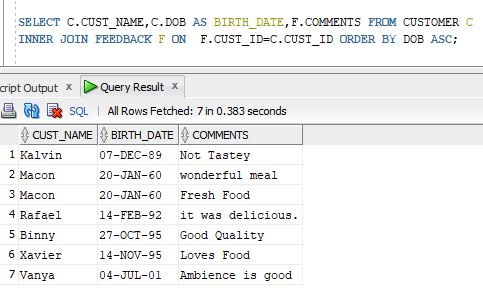 SELECT C.CUST_NAME,C.DOB AS BIRTH_DATE,F.COMMENTS FROM CUSTOMER C
INNER JOIN FEEDBACK F ON  F.CUST_ID=C.CUST_ID ORDER BY DOB ASC;
cript Output x Query Result x
SQL | All Rows Fetched: 7 in 0.383 seconds
CUST_NAME BIRTH_DATE COMMENTS
1 Kalvin 07-DEC-89 Not Tastey
2 Macon 20-JAN-60 wonderful meal
3 Macon 20-JAN-60 Fresh Food
4 Rafael 14-FEB-92 it was delicious.
5 Binny 27-OCT-95 Good Quality
6 Xavier 14-NOV-95 Loves Food
7 Vanya 04-JUL-01 Ambience is good